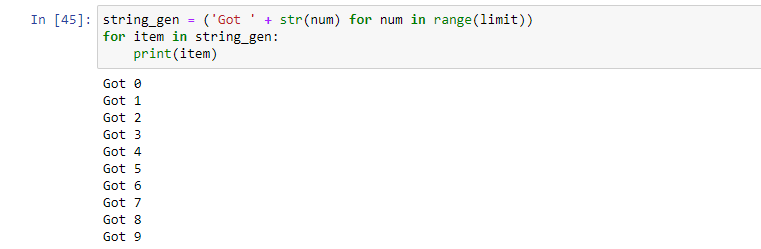 In [45]: string_gen = ('Got ' + str(num) for num in range(limit))
for item in string_gen:
    print(item)
Got 0
Got 1
Got 2
Got 3
Got 4
Got 5
Got 6
Got 7
Got 8
Got 9